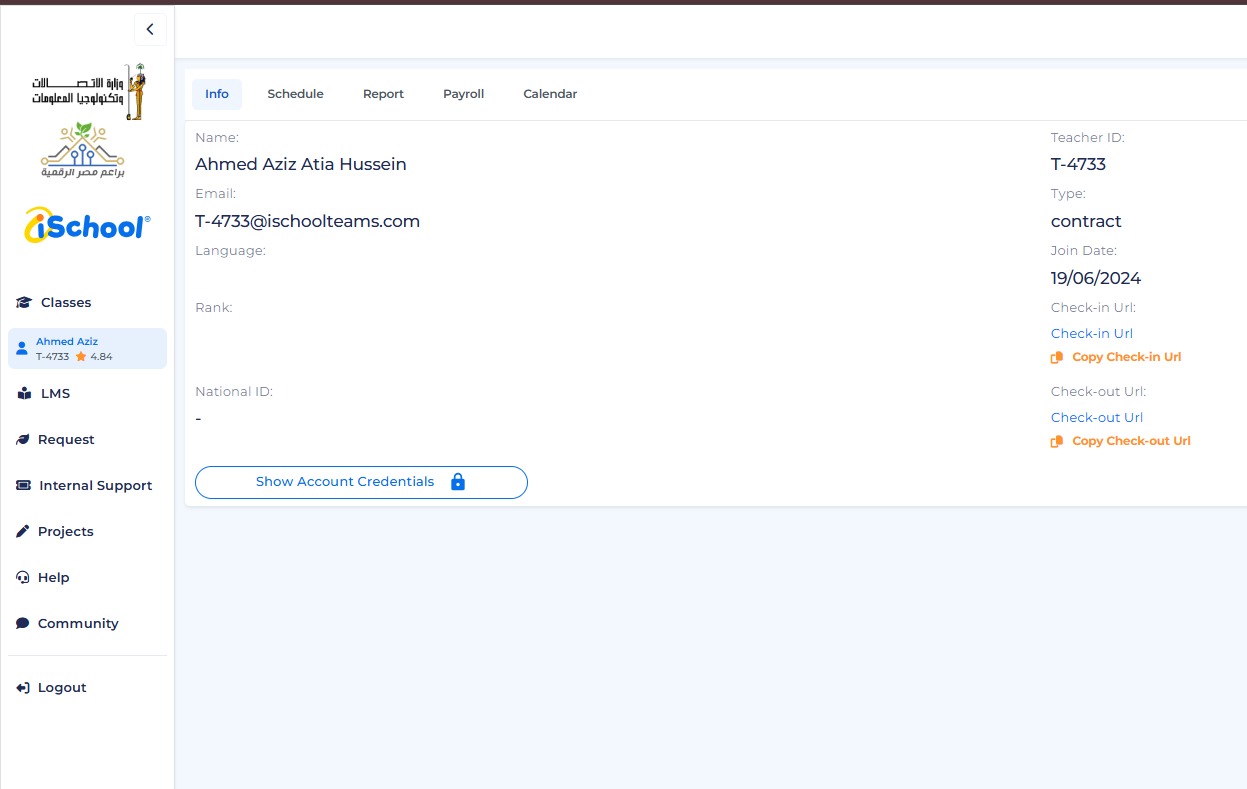 وزارة الاتصـــالات
وتكنولوجيا المعلومات
براعم مصر الرقمية
iSchool®
Classes
Ahmed Aziz
T-4733 4.84
LMS
Request
Internal Support
Projects
Help
Community
Logout
Info Schedule Report Payroll Calendar
Name:
Ahmed Aziz Atia Hussein
Email:
T-4733@ischoolteams.com
Language:
Rank:
National ID:
-
Show Account Credentials
Teacher ID:
T-4733
Type:
contract
Join Date:
19/06/2024
Check-in Url:
Check-in Url
Copy Check-in Url
Check-out Url:
Check-out Url
Copy Check-out Url